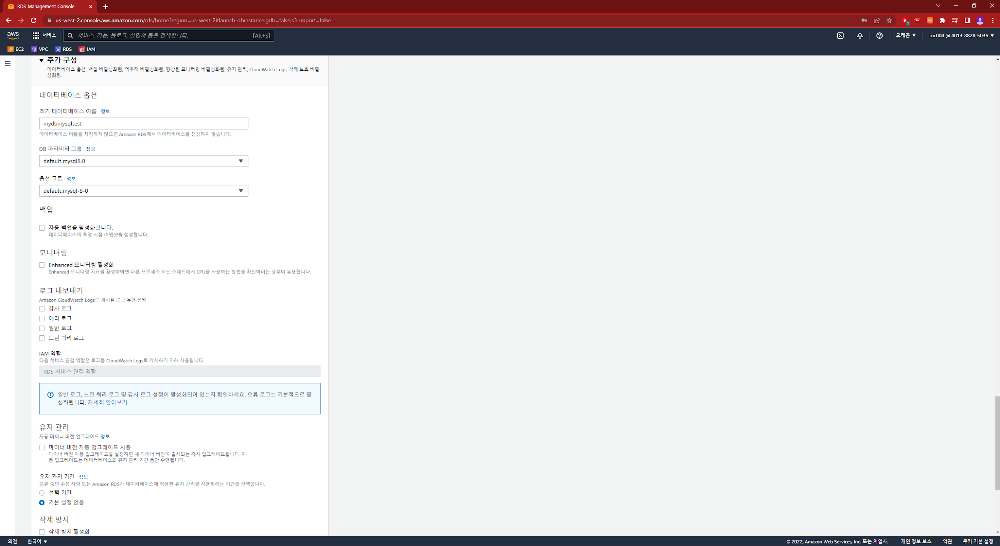 RDS Management Console
us-west-2.console.aws.amazon.com/rds/home?region=us-west-2#launch-dbinstance:gdb=false;s3-import=false
1
EX
aws
서비스
서비스, 기능, 블로그, 설명서 등을 검색합니다.
[Alt+S]
오레곤
mc004 @ 4013-8828-5035
EC2
VPC
RDS
IAM
추가 구성
데이터베이스 옵션, 백업 비활성화됨, 역추적 비활성화됨, 향상된 모니터링 비활성화됨, 유지 관리, CloudWatch Logs, 삭제 보호 비활
성화됨.
데이터베이스 옵션
초기 데이터베이스 이름 정보
mydbmysqltest
데이터베이스 이름을 지정하지 않으면 Amazon RDS에서 데이터베이스를 생성하지 않습니다.
DB 파라미터 그룹 정보
default.mysql8.0
옵션 그룹 정보
default:mysql-8-0
백업
자동 백업을 활성화합니다.
데이터베이스의 특정 시점 스냅샷을 생성합니다.
모니터링
Enhanced 모니터링 활성화
Enhanced 모니터링 지표를 활성화하면 다른 프로세스 또는 스레드에서 CPU를 사용하는 방법을 확인하려는 경우에 유용합니다.
로그 내보내기
Amazon CloudWatch Logs로 게시할 로그 유형 선택
감사 로그
에러 로그
일반 로그
느린 쿼리 로그
IAM 역할
다음 서비스 연결 역할은 로그를 CloudWatch Logs로 게시하기 위해 사용됩니다.
RDS 서비스 연결 역할
일반 로그, 느린 쿼리 로그 및 감사 로그 설정이 활성화되어 있는지 확인하세요. 오류 로그는 기본적으로 활
성화됩니다. 자세히 알아보기
유지 관리
자동 마이너 버전 업그레이드 정보
마이너 버전 자동 업그레이드 사용
마이너 버전 자동 업그레이드를 설정하면 새 마이너 버전이 출시되는 즉시 업그레이드됩니다. 자
동 업그레이드는 데이터베이스의 유지 관리 기간 동안 수행됩니다.
유지 관리 기간 정보
보류 중인 수정 사항 또는 Amazon RDS가 데이터베이스에 적용한 유지 관리를 사용하려는 기간을 선택합니다.
선택 기간
기본 설정 없음
삭제 방지
삭제 방지 활성화
의견
한국어
© 2022, Amazon Web Services, Inc. 또는 계열사.
개인 정보 보호
약관
쿠키 기본 설정